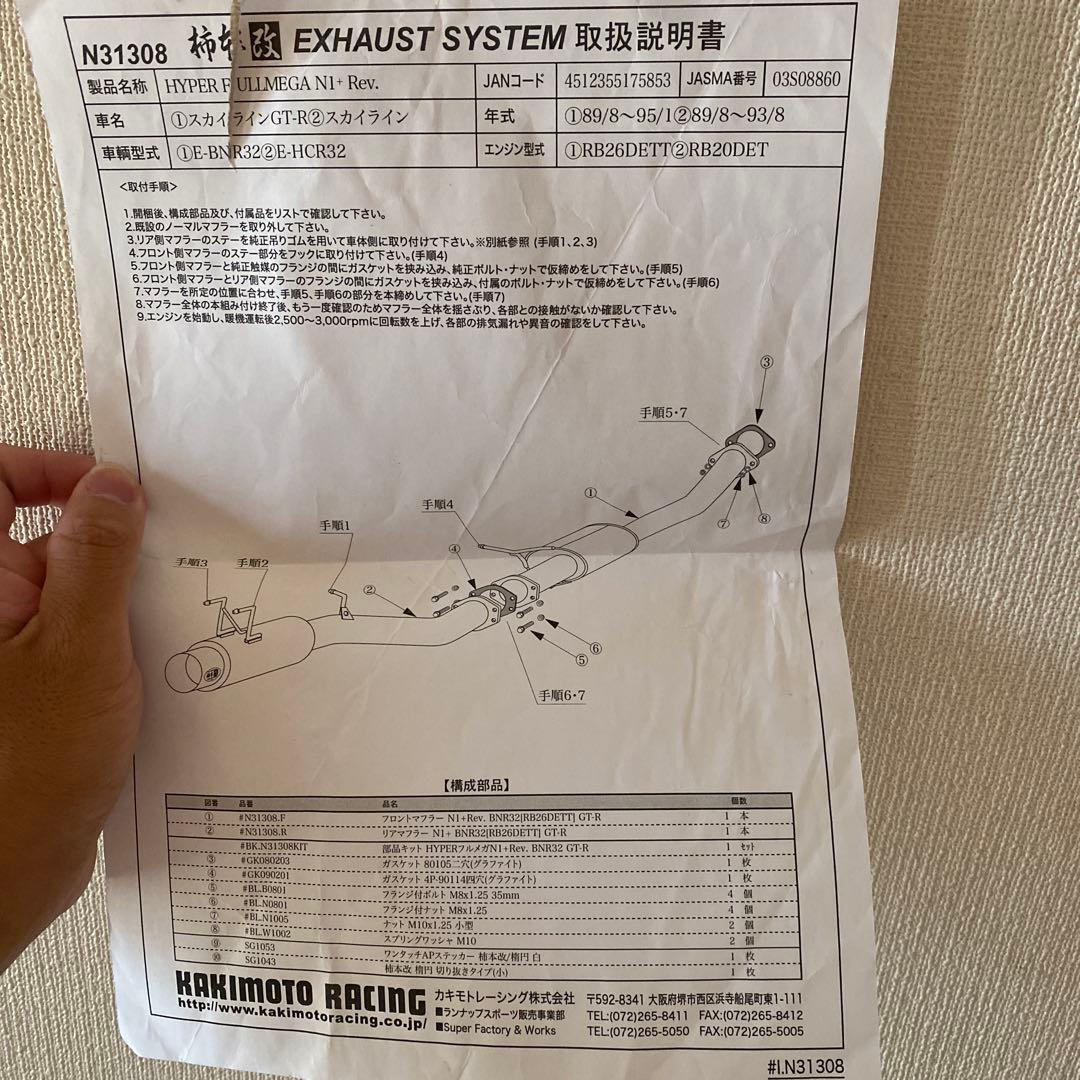 N31308 柿本改 EXHAUST SYSTEM 取扱説明書
製品名称 HYPER FULLMEGA N1+ Rev. JANコード 4512355175853 JASMA番号 03S08860
車名 ①スカイラインGT-R②スカイライン 年式 ①89/8～95/1②89/8～93/8
車輌型式 ①E-BNR32②E-HCR32 エンジン型式 ①RB26DETT②RB20DET
<取付手順>
1.開梱後、構成部品及び、付属品をリストで確認して下さい。
2.既設のノーマルマフラーを取り外して下さい。
3.リア側マフラーのステーを純正吊りゴムを用いて車体側に取り付けて下さい。※別紙参照 (手順1、2、3)
4.フロント側マフラーのステー部分をフックに取り付けて下さい。(手順4)
5.フロント側マフラーと純正触媒のフランジの間にガスケットを挟み込み、純正ボルト・ナットで仮締めをして下さい。(手順5)
6.フロント側マフラーとリア側マフラーのフランジの間にガスケットを挟み込み、付属のボルト・ナットで仮締めをして下さい。(手順6)
7.マフラーを所定の位置に合わせ、手順5、手順6の部分を本締めして下さい。(手順7)
8.マフラー全体の本組み付け終了後、もう一度確認のためマフラー全体を揺さぶり、各部との接触がないか確認して下さい。
9.エンジンを始動し、暖機運転後2,500～3,000rpmに回転数を上げ、各部の排気漏れや異音の確認をして下さい。
③
手順5・7
①
⑦
⑧
手順4
手順1
④
手順3
手順2
②
⑥
⑤
手順6・7
【構成部品】
図番 品番 品名 個数
① #N31308.F フロントマフラー N1+Rev. BNR32[RB26DETT] GT-R 1 本
② #N31308.R リアマフラー N1+ BNR32[RB26DETT] GT-R 1 本
#BK.N31308KIT 部品キット HYPERフルメガN1+Rev. BNR32 GT-R 1 ｾｯﾄ
③ #GK080203 ガスケット 80105二穴(グラファイト) 1 枚
④ #GK090201 ガスケット 4P-90114四穴(グラファイト) 1 枚
⑤ #BL.B0801 フランジ付ボルト M8x1.25 35mm 4 個
⑥ #BL.N0801 フランジ付ナット M8x1.25 4 個
⑦ #BL.N1005 ナット M10x1.25 小型 2 個
⑧ #BL.W1002 スプリングワッシャ M10 2 個
⑨ SG1053 ワンタッチAPステッカー 柿本改/楕円 白 1 枚
⑩ SG1043 柿本改 楕円 切り抜きタイプ(小) 1 枚
KAKIMOTO RACING カキモトレーシング株式会社 〒592-8341 大阪府堺市西区浜寺船尾町東1-111
http://www.kakimotoracing.co.jp/ ■ランナップスポーツ販売事業部 TEL:(072)265-8411 FAX:(072)265-8412
■Super Factory & Works TEL:(072)265-5050 FAX:(072)265-5005
#I.N31308